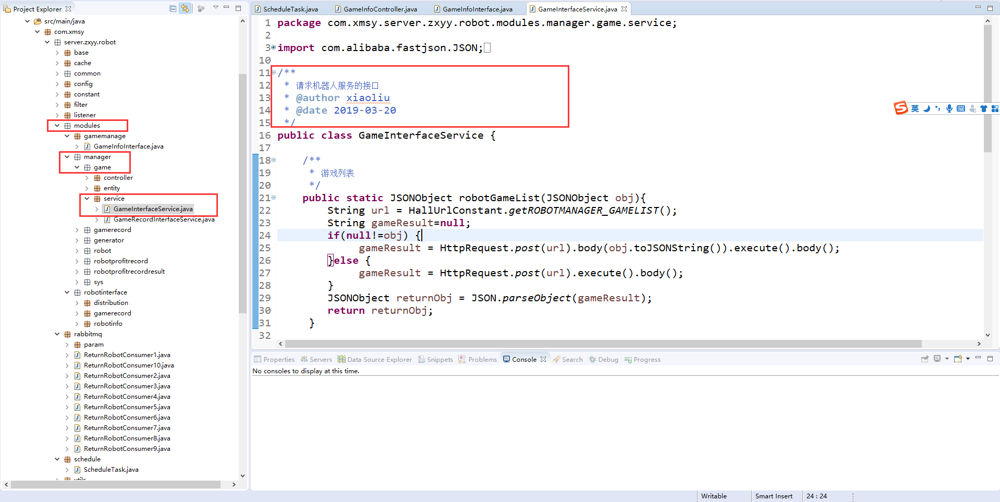 Project Explorer
src/main/java
com.xmsy
server.zxyy.robot
base
cache
common
config
constant
filter
listener
modules
gamemanage
GameInfoInterface.java
manager
game
controller
entity
service
GameInterfaceService.java
GameRecordInterfaceService.java
gamerecord
generator
robot
robotprofitrecord
robotprofitrecordresult
sys
robotinterface
distribution
gamerecord
robotinfo
rabbitmq
param
ReturnRobotConsumer1.java
ReturnRobotConsumer10.java
ReturnRobotConsumer2.java
ReturnRobotConsumer3.java
ReturnRobotConsumer4.java
ReturnRobotConsumer5.java
ReturnRobotConsumer6.java
ReturnRobotConsumer7.java
ReturnRobotConsumer8.java
ReturnRobotConsumer9.java
schedule
ScheduleTask.java
ScheduleTask.java GameInfoController.java GameInfoInterface.java GameInterfaceService.java
1 package com.xmsy.server.zxyy.robot.modules.manager.game.service;
2
3 import com.alibaba.fastjson.JSON;
10
11 /**
12 * 请求机器人服务的接口
13 * @author xiaoliu
14 * @date 2019-03-20
15 */
16 public class GameInterfaceService {
17
18 /**
19 * 游戏列表
20 */
21 public static JSONObject robotGameList(JSONObject obj){
22 String url = HallUrlConstant.getROBOTMANAGER_GAMELIST();
23 String gameResult=null;
24 if(null!=obj) {
25 gameResult = HttpRequest.post(url).body(obj.toJSONString()).execute().body();
26 }else {
27 gameResult = HttpRequest.post(url).execute().body();
28 }
29 JSONObject returnObj = JSON.parseObject(gameResult);
30 return returnObj;
31 }
32
英
Properties Servers Data Source Explorer Snippets Problems Console Search Debug Progress
No consoles to display at this time.
Writable Smart Insert 24 : 24